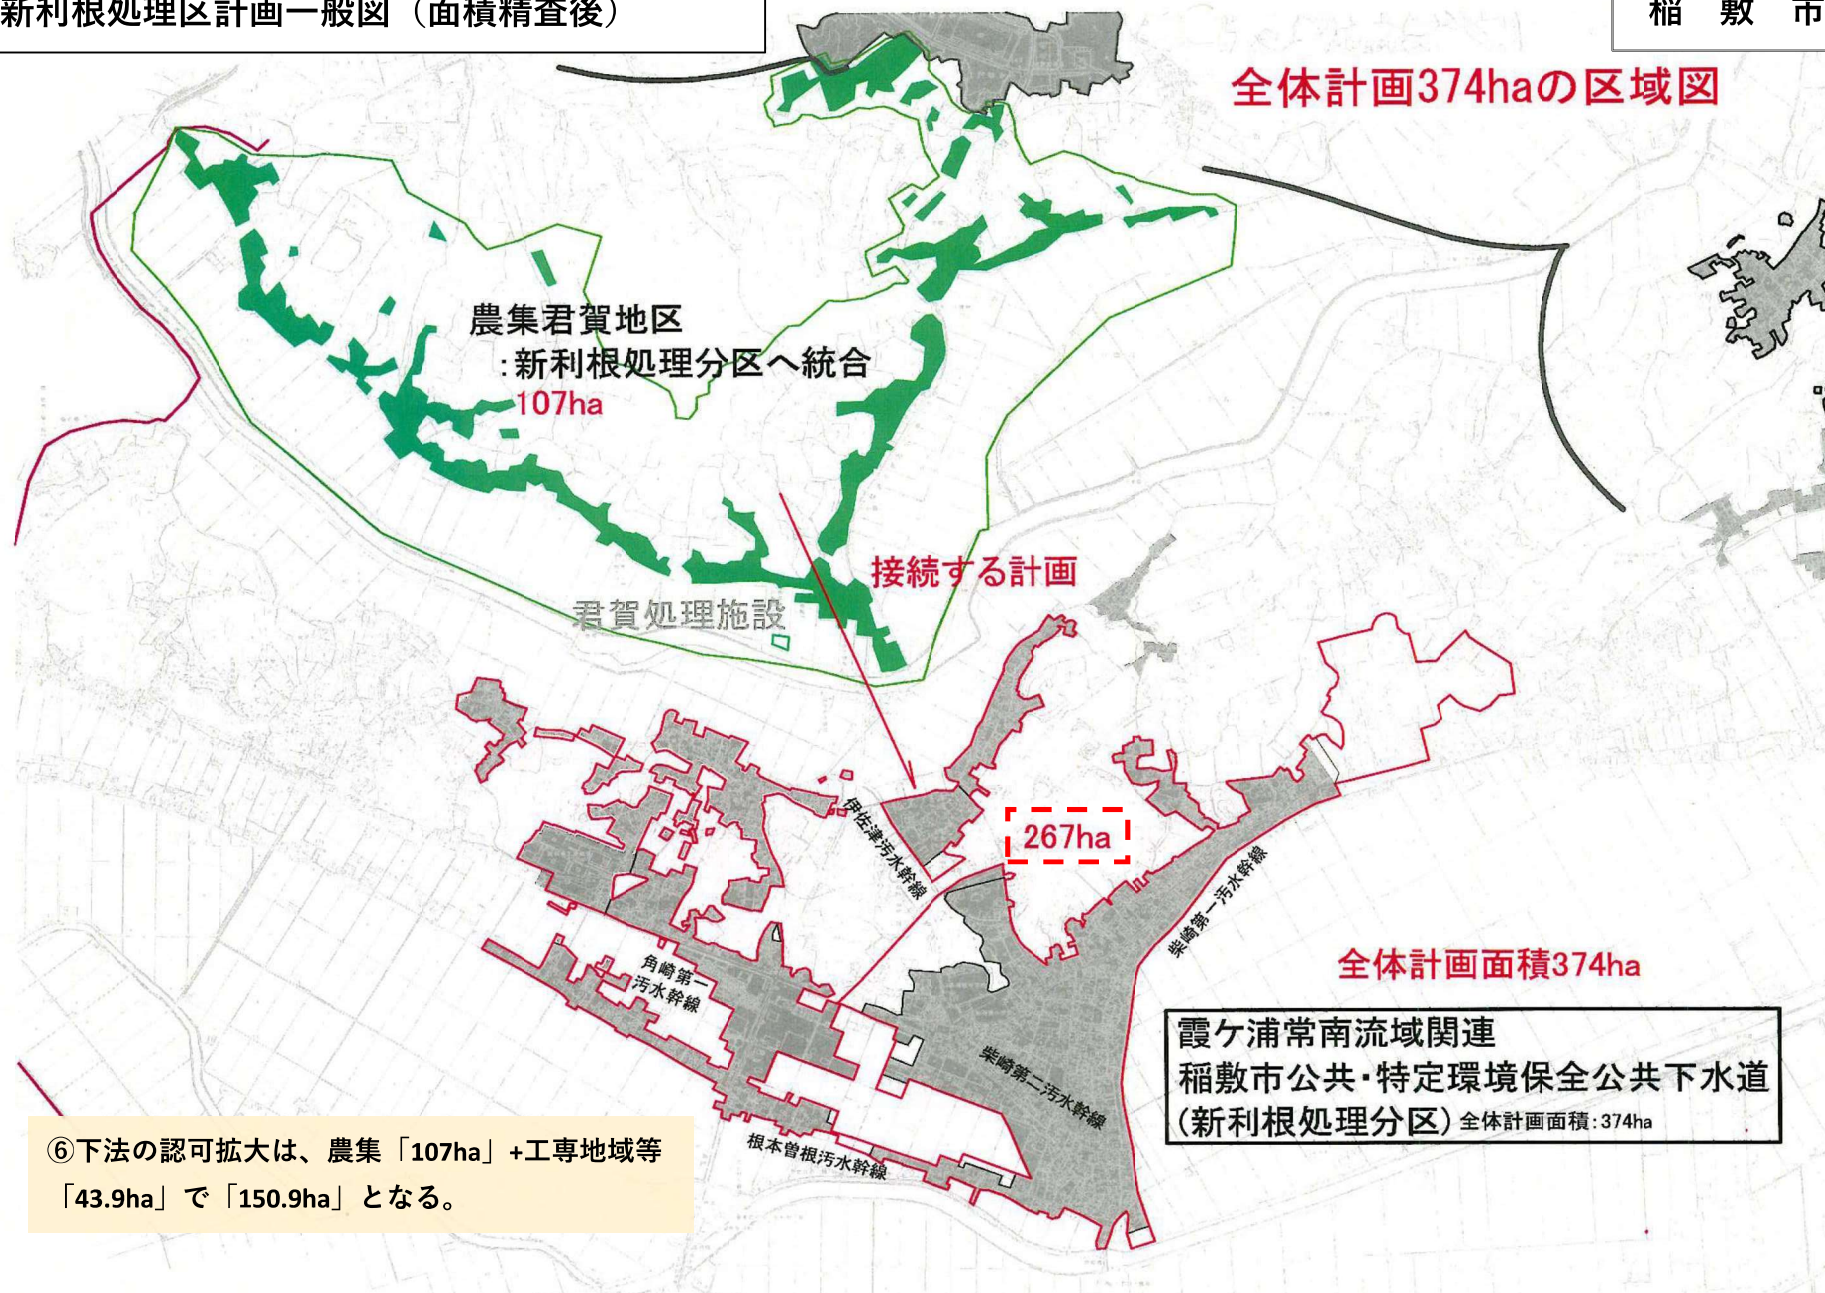 新利根処理区計画一般図（面積精査後）
稲 敷 市
全体計画374haの区域図
農集君賀地区
:新利根処理分区へ統合
107ha
接続する計画
君賀処理施設
267ha
伊佐津汚水幹線
柴崎第一汚水幹線
角崎第一
汚水幹線
柴崎第二汚水幹線
根本曽根汚水幹線
全体計画面積374ha
霞ケ浦常南流域関連
稲敷市公共・特定環境保全公共下水道
(新利根処理分区) 全体計画面積:374ha
⑥下法の認可拡大は、農集「107ha」+工専地域等
「43.9ha」で「150.9ha」となる。